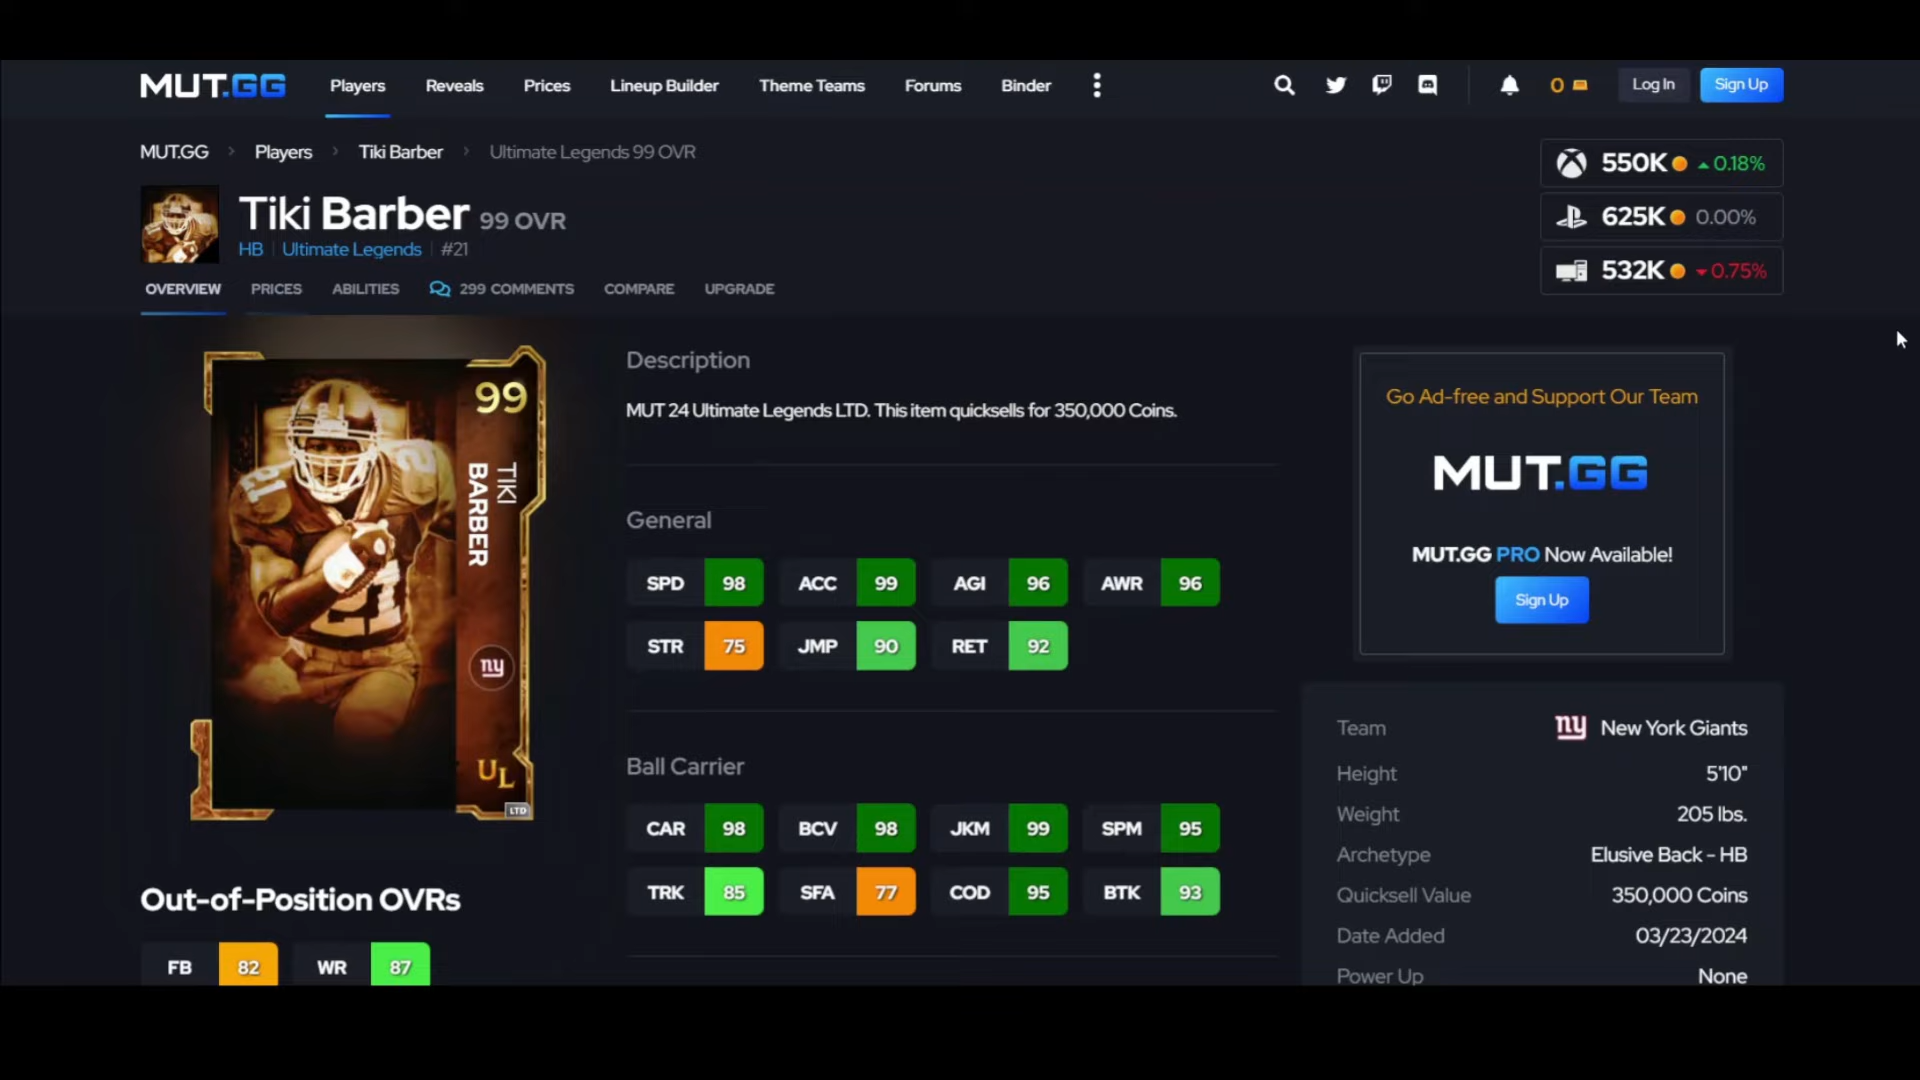 MUT.GG Players Reveals Prices Lineup Builder Theme Teams Forums Binder 0 Log In Sign Up
MUT.GG Players Tiki Barber Ultimate Legends 99 OVR
Tiki Barber 99 OVR
HB Ultimate Legends #21
550K 0.18%
625K 0.00%
532K 0.75%
OVERVIEW PRICES ABILITIES 299 COMMENTS COMPARE UPGRADE
99
TIKI
BARBER
21
21
ny
UL
LTD
Description
MUT 24 Ultimate Legends LTD. This item quicksells for 350,000 Coins.
General
SPD 98 ACC 99 AGI 96 AWR 96
STR 75 JMP 90 RET 92
Ball Carrier
CAR 98 BCV 98 JKM 99 SPM 95
TRK 85 SFA 77 COD 95 BTK 93
Out-of-Position OVRs
FB 82 WR 87
Go Ad-free and Support Our Team
MUT.GG
MUT.GG PRO Now Available!
Sign Up
Team ny New York Giants
Height 5'10"
Weight 205 lbs.
Archetype Elusive Back - HB
Quicksell Value 350,000 Coins
Date Added 03/23/2024
Power Up None